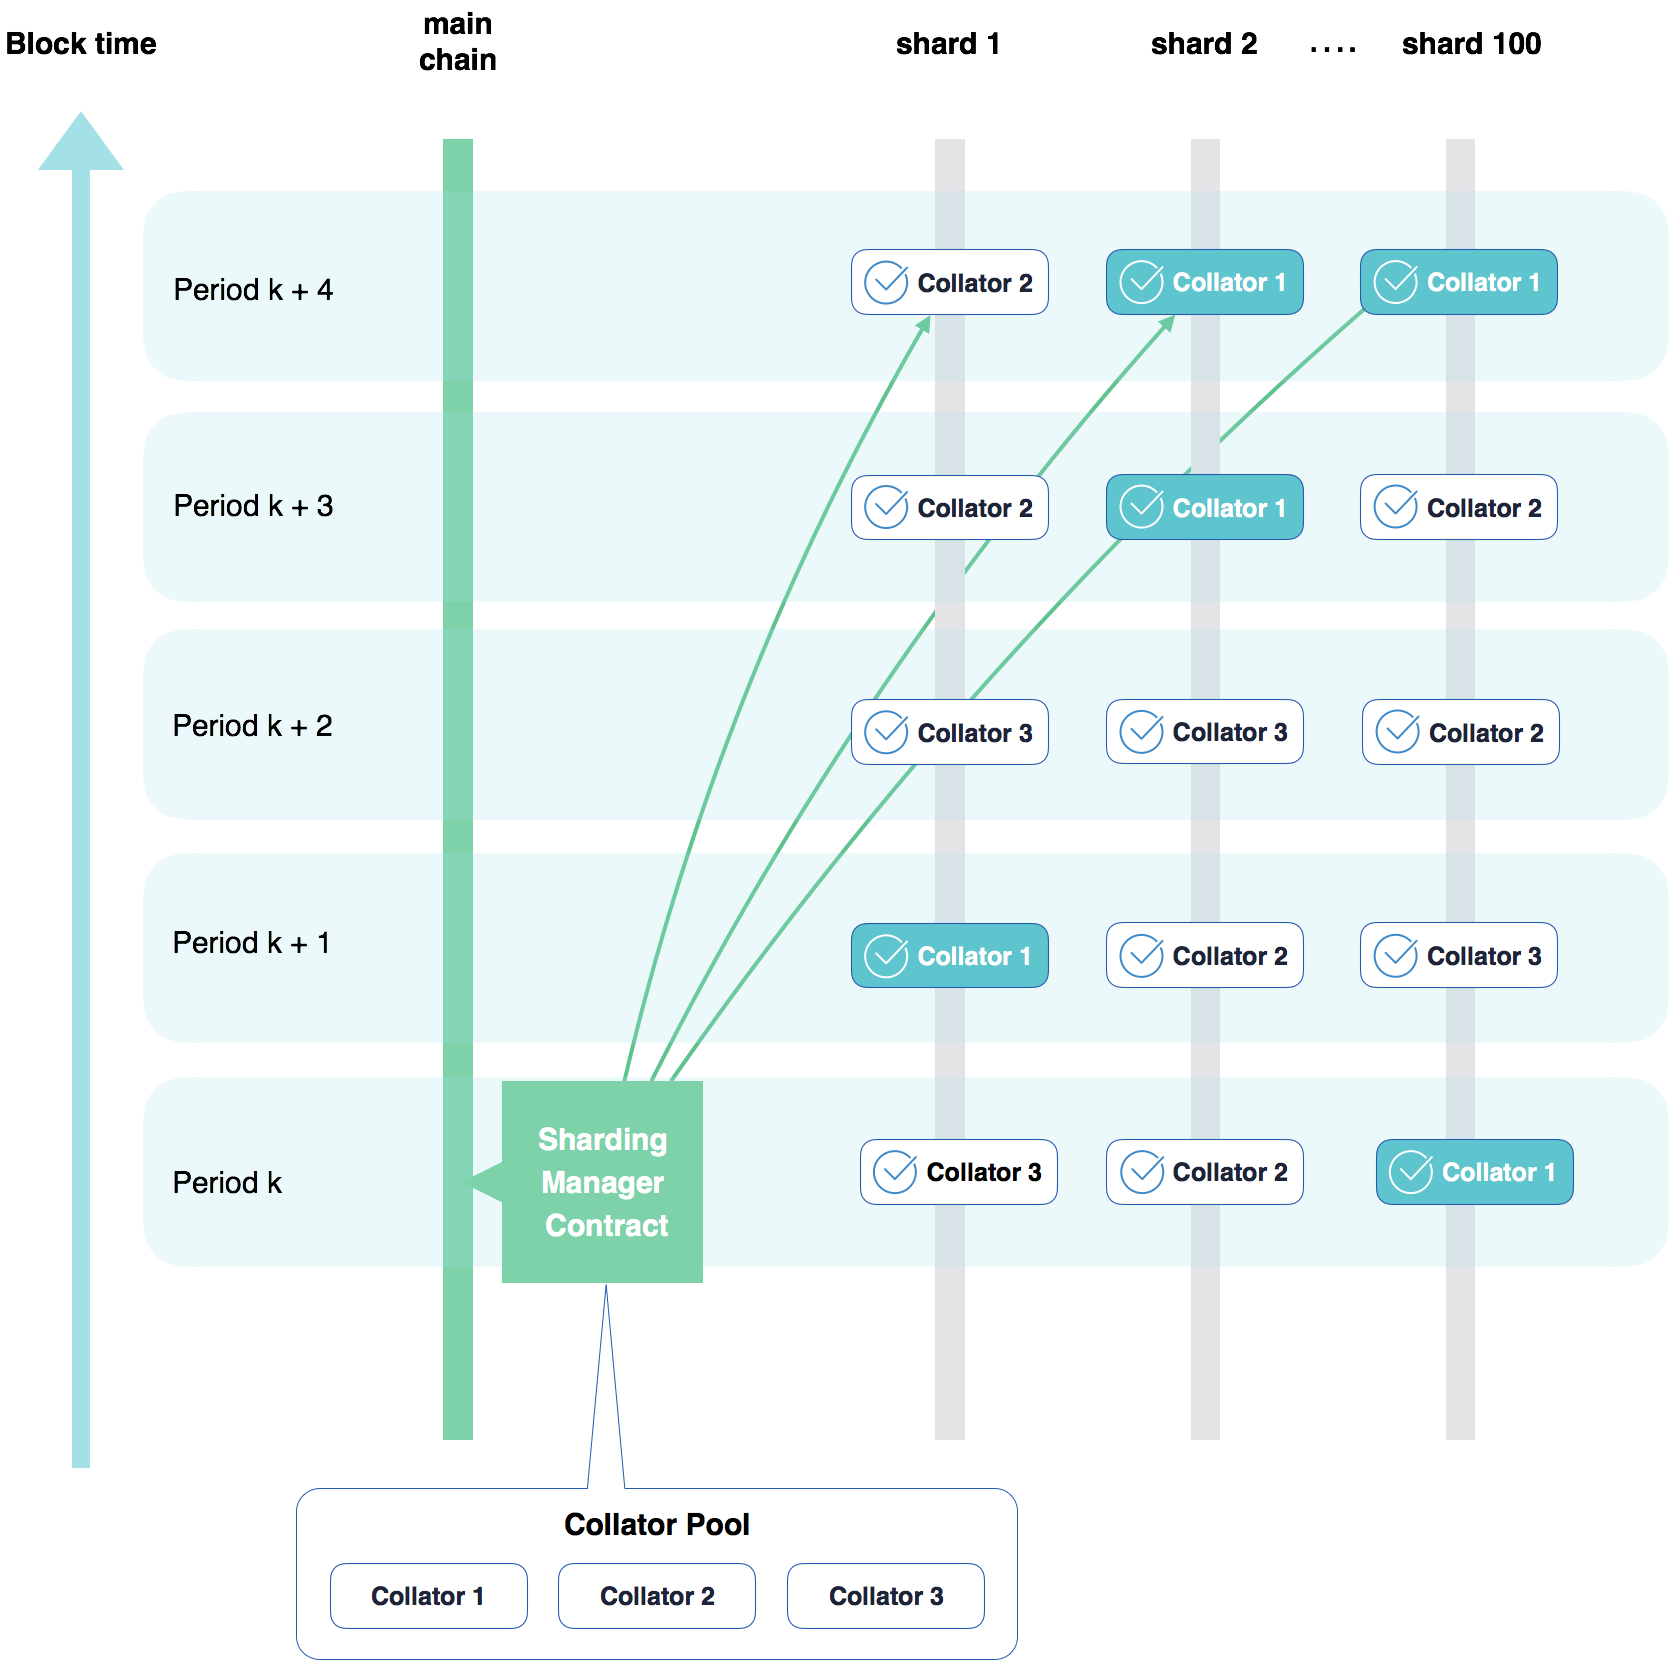 Block time
main
chain
shard 1
shard 2
....
shard 100
Period k + 4
Collator 2
Collator 1
Collator 1
Period k + 3
Collator 2
Collator 1
Collator 2
Period k + 2
Collator 3
Collator 3
Collator 2
Period k + 1
Collator 1
Collator 2
Collator 3
Period k
Sharding
Manager
Contract
Collator 3
Collator 2
Collator 1
Collator Pool
Collator 1
Collator 2
Collator 3